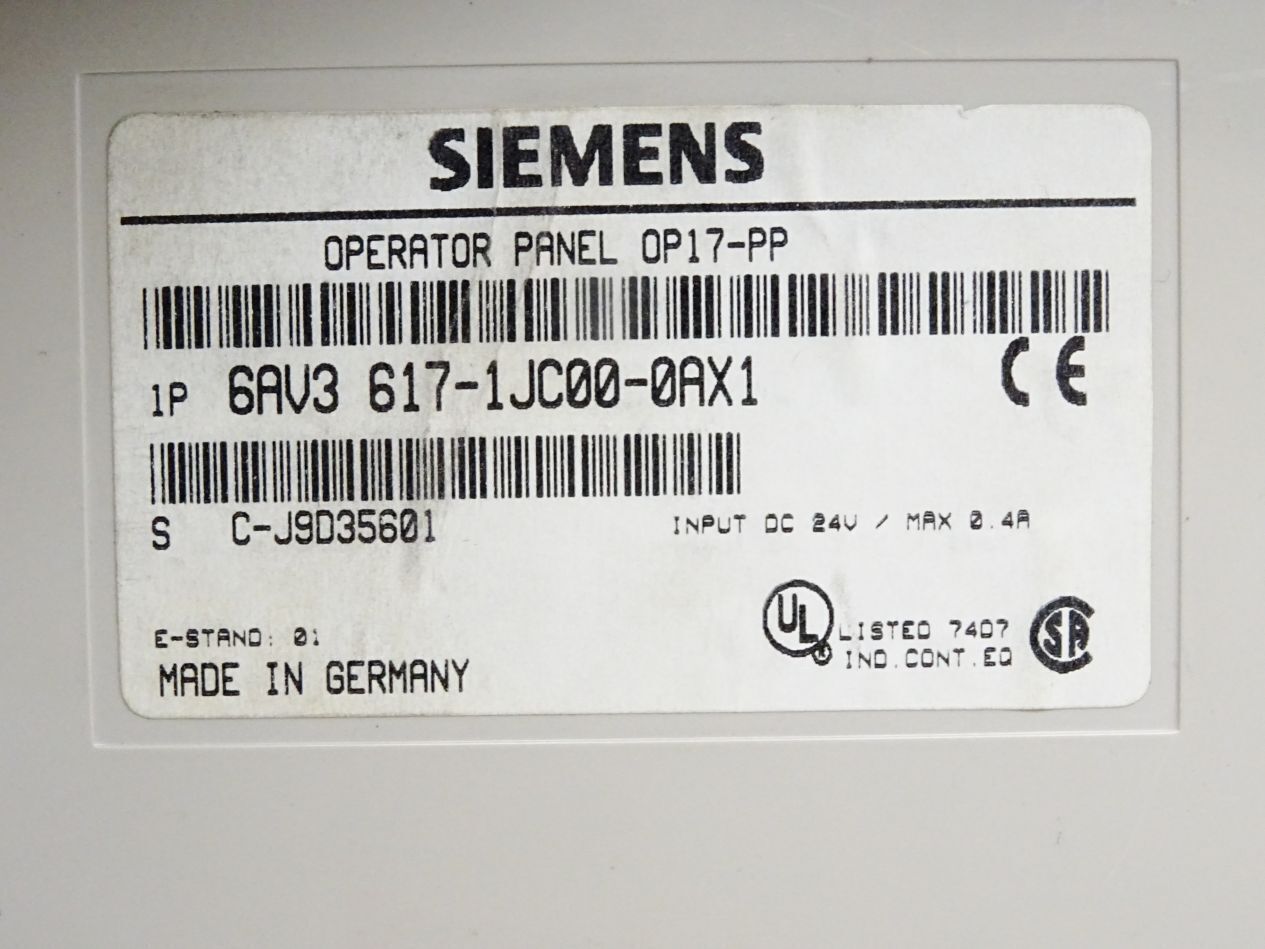 SIEMENS
OPERATOR PANEL OP17-PP
1P 6AV3 617-1JC00-0AX1
CE
S C-J9D35601
INPUT DC 24V / MAX 0.4A
UL
LISTED 74D7
IND.CONT.EQ
SA
E-STAND: 01
MADE IN GERMANY